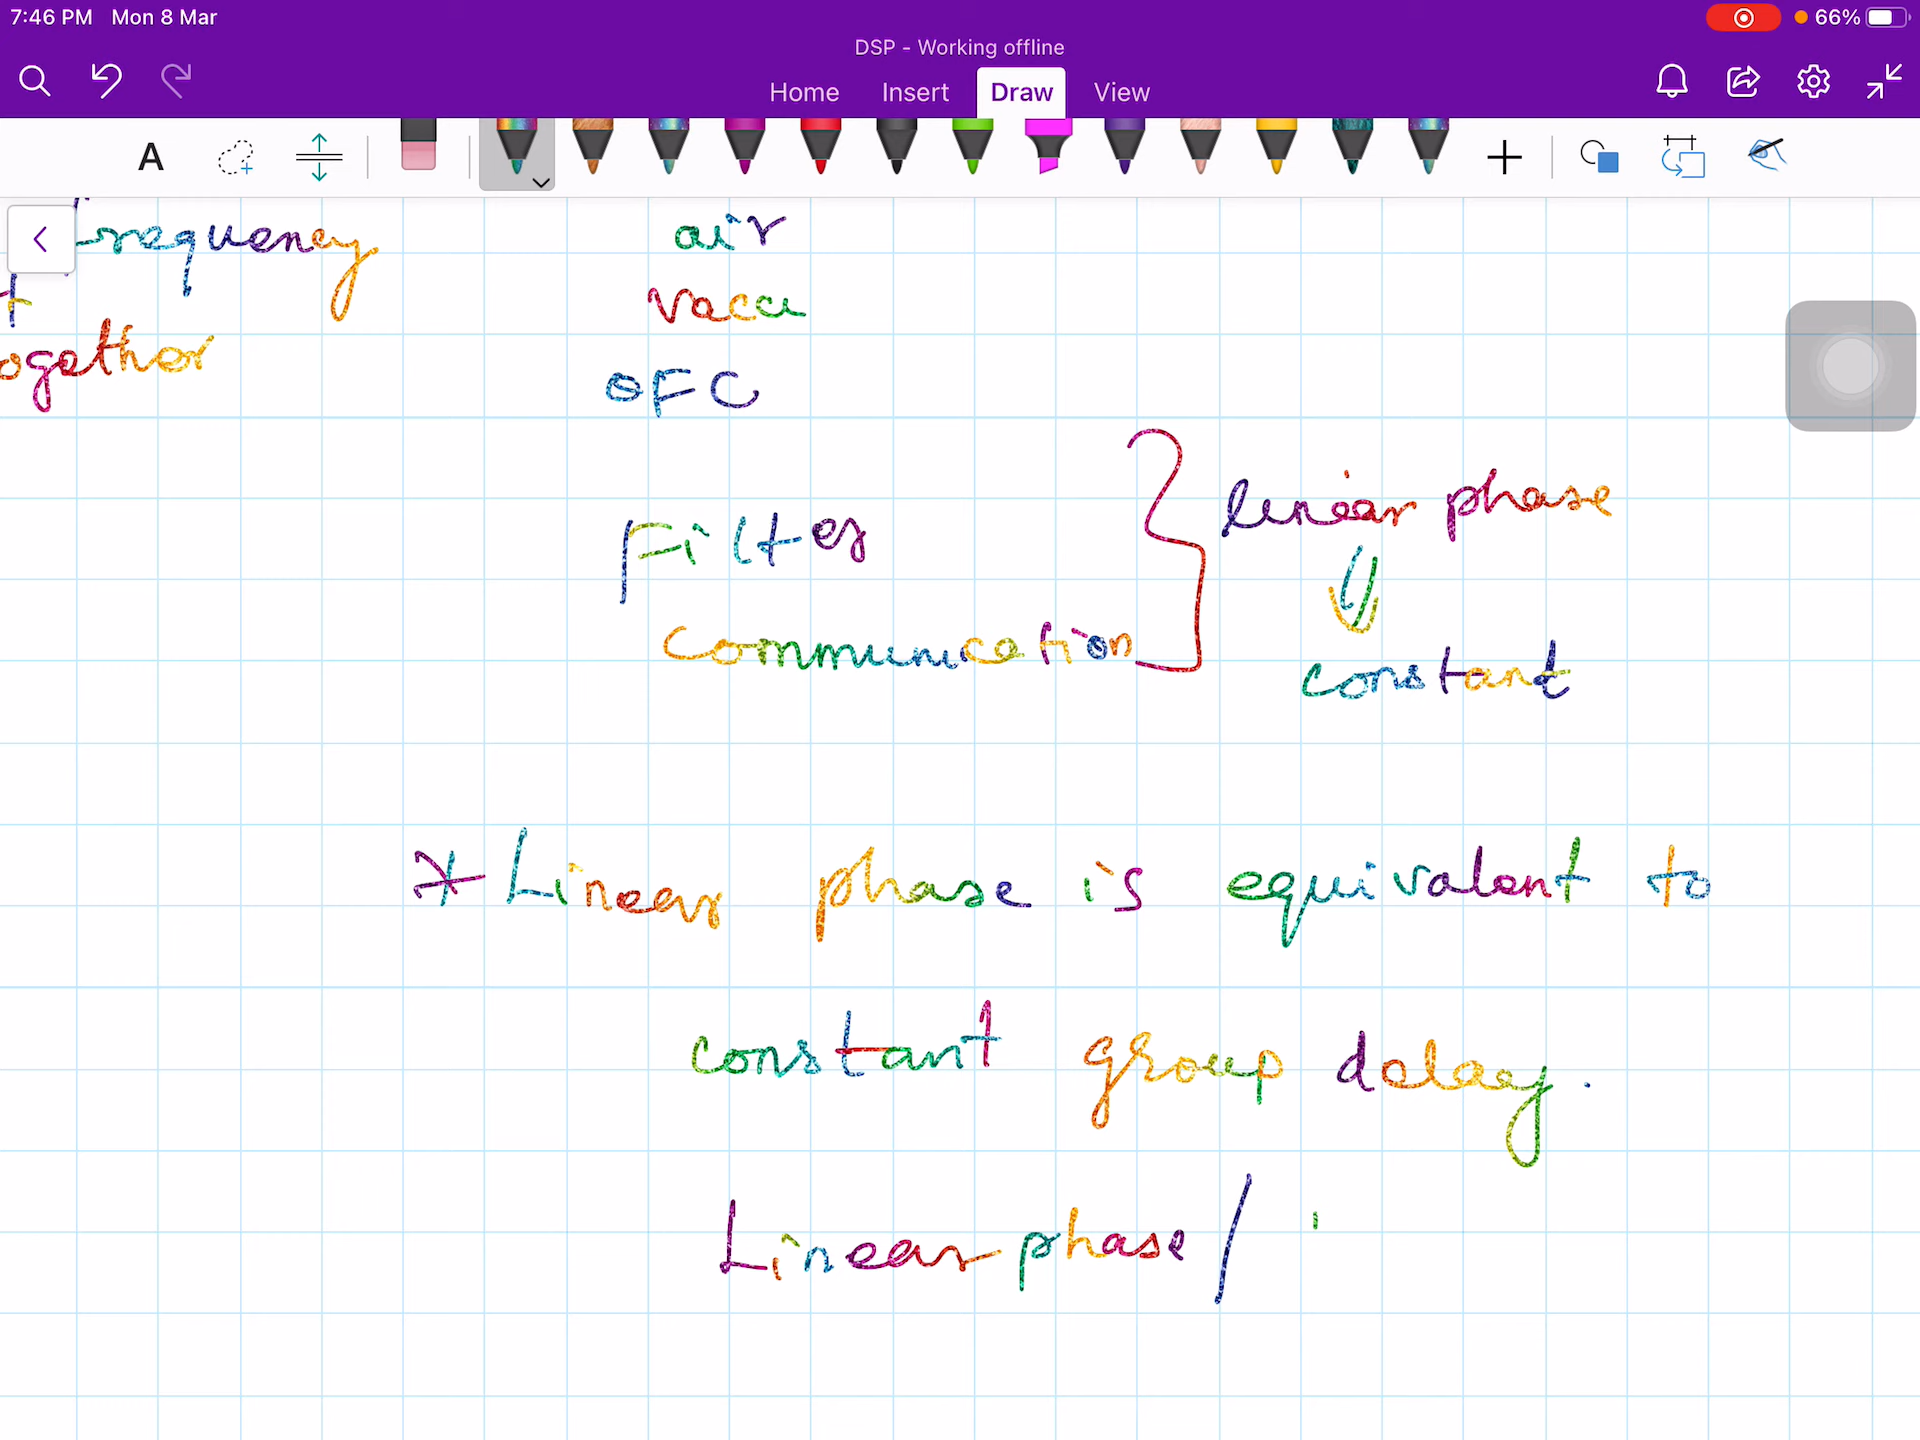 7:46 PM Mon 8 Mar
66%
DSP - Working offline
Home Insert Draw View
A
frequency
together
air
vaccu
OFC
Filter
communication
linear phase
constant
* Linear phase is equivalent to
constant group delay.
Linear phase /